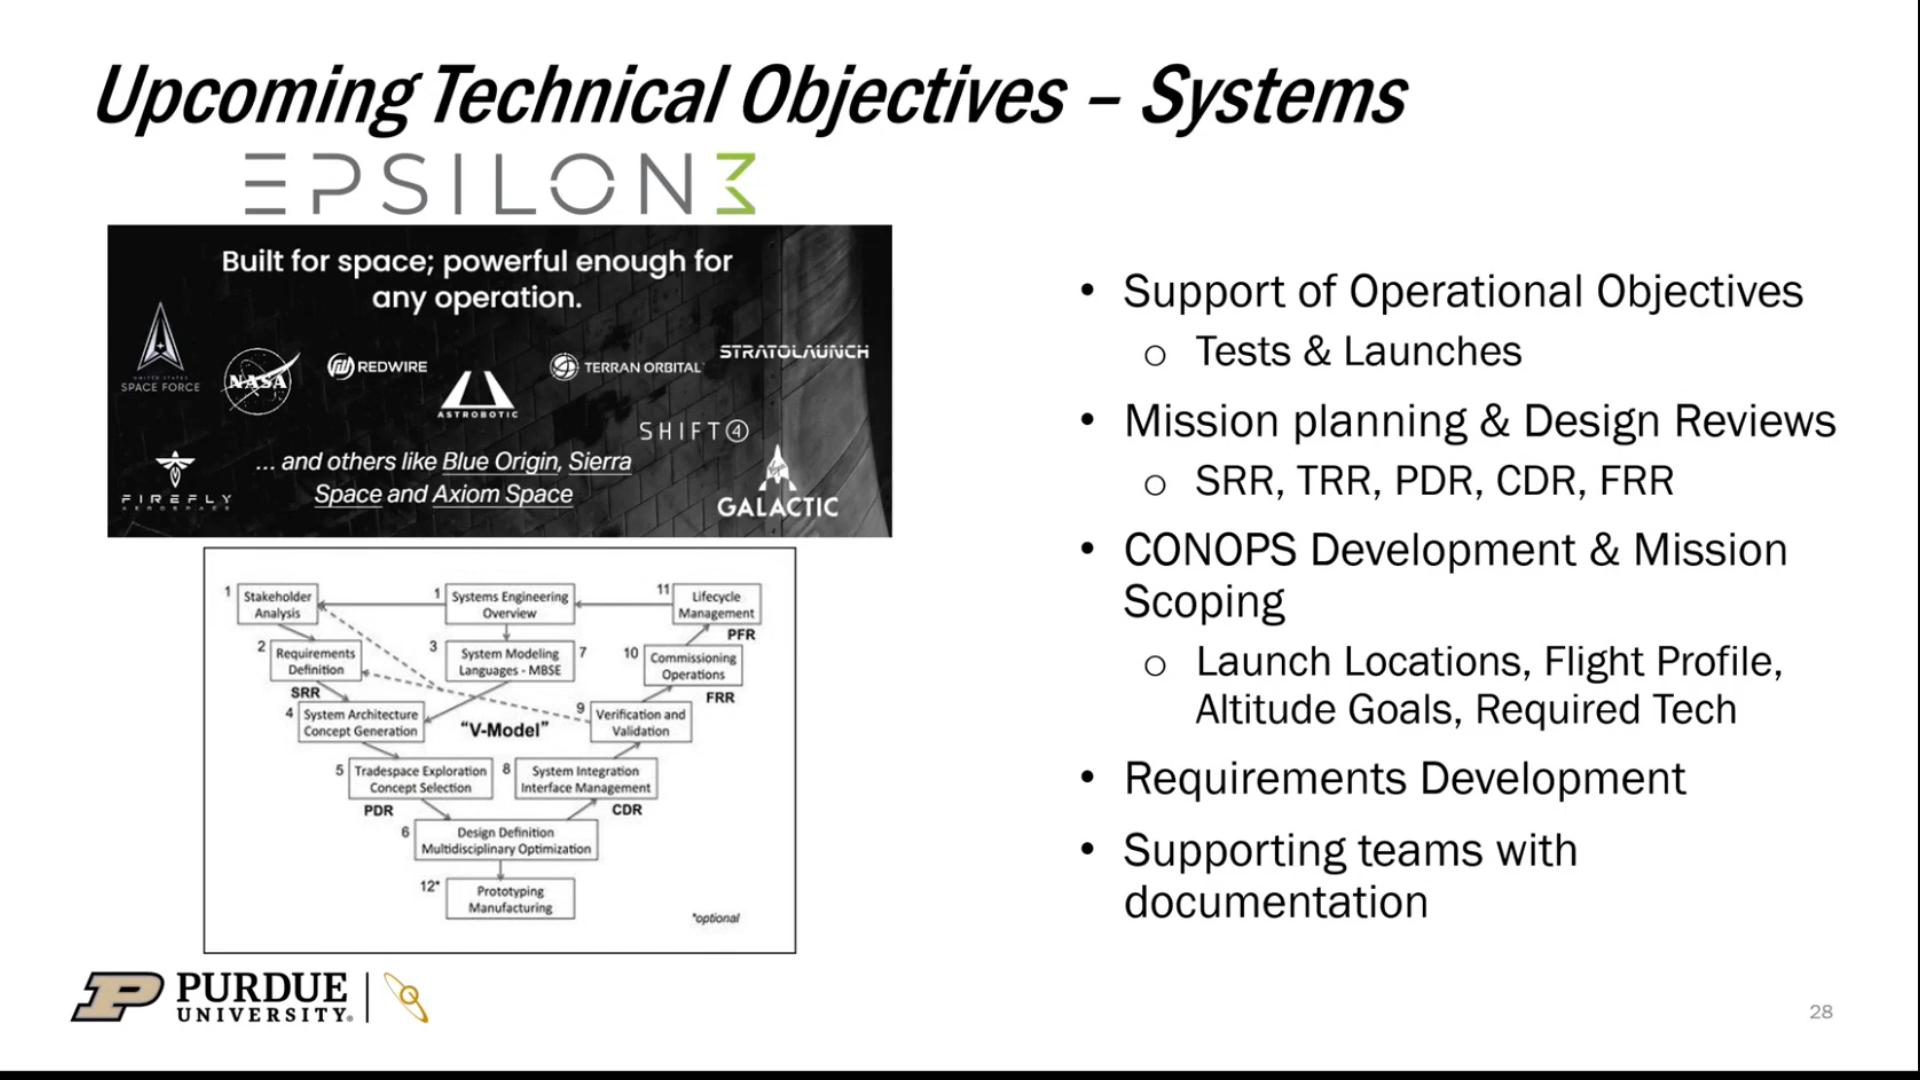 Upcoming Technical Objectives – Systems
EPSILON3
Built for space; powerful enough for
any operation.
UNITED STATES
SPACE FORCE
NASA
REDWIRE
ASTROBOTIC
TERRAN ORBITAL
STRATOLAUNCH
SHIFT4
FIREFLY
AEROSPACE
... and others like Blue Origin, Sierra
Space and Axiom Space
Virgin
GALACTIC
1 Stakeholder
Analysis
1 Systems Engineering
Overview
11 Lifecycle
Management
PFR
2 Requirements
Definition
SRR
3 System Modeling 7
Languages - MBSE
10 Commissioning
Operations
FRR
4 System Architecture
Concept Generation
"V-Model"
9 Verification and
Validation
5 Tradespace Exploration
Concept Selection
PDR
8 System Integration
Interface Management
CDR
6 Design Definition
Multidisciplinary Optimization
12* Prototyping
Manufacturing
*optional
• Support of Operational Objectives
o Tests & Launches
• Mission planning & Design Reviews
o SRR, TRR, PDR, CDR, FRR
• CONOPS Development & Mission
Scoping
o Launch Locations, Flight Profile,
Altitude Goals, Required Tech
• Requirements Development
• Supporting teams with
documentation
P PURDUE
UNIVERSITY®
28